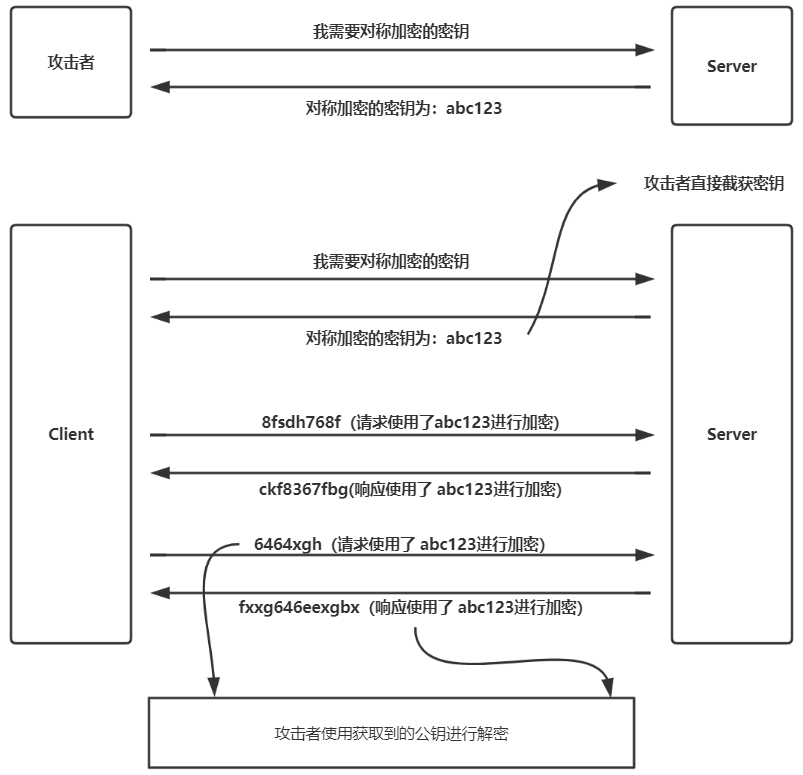 我需要对称加密的密钥
攻击者
Server
对称加密的密钥为：abc123
攻击者直接截获密钥
我需要对称加密的密钥
对称加密的密钥为：abc123
8fsdh768f（请求使用了abc123进行加密）
Client
Server
ckf8367fbg(响应使用了 abc123进行加密）
6464xgh（请求使用了 abc123进行加密）
fxxg646eexgbx（响应使用了 abc123进行加密）
攻击者使用获取到的公钥进行解密